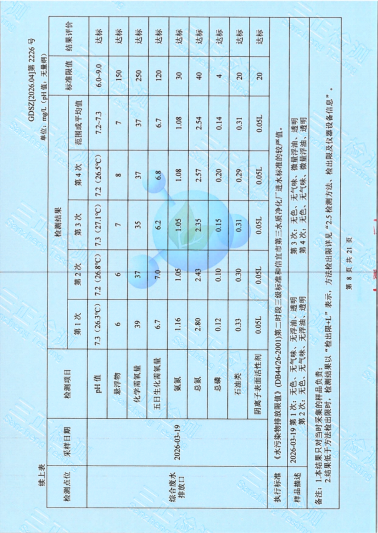 GDSZ[2026.04]第 2226 号
续上表
单位：mg/L（pH 值，无量纲）
检测点位 采样日期 检测项目 检测结果 标准限值 结果评价
第 1 次 第 2 次 第 3 次 第 4 次 范围或平均值
综合废水排放口 2026-03-19 pH 值 7.3（26.3℃） 7.2（26.8℃） 7.3（27.1℃） 7.2（26.5℃） 7.2~7.3 6.0~9.0 达标
悬浮物 6 6 7 8 7 150 达标
化学需氧量 39 37 35 37 37 250 达标
五日生化需氧量 6.7 7.0 6.2 6.8 6.7 120 达标
氨氮 1.16 1.05 1.05 1.08 1.08 30 达标
总氮 2.80 2.43 2.35 2.57 2.54 40 达标
总磷 0.12 0.10 0.15 0.20 0.14 4 达标
石油类 0.33 0.30 0.31 0.29 0.31 20 达标
阴离子表面活性剂 0.05L 0.05L 0.05L 0.05L 0.05L 20 达标
执行标准 《水污染物排放限值》（DB44/26-2001）第二时段三级标准和信宜市第三水质净化厂进水标准的较严值。
样品描述 2026-03-19 第 1 次：无色、无气味、无浮油、透明 第 3 次：无色、无气味、微量浮油、透明
第 2 次：无色、无气味、无浮油、透明 第 4 次：无色、无气味、微量浮油、透明
备注：1.本结果只对当时采集的样品负责；
2.结果低于方法检出限时，检测结果以“检出限+L”表示，方法检出限详见“2.5 检测方法、检出限及仪器设备信息”。
第 8 页 共 21 页